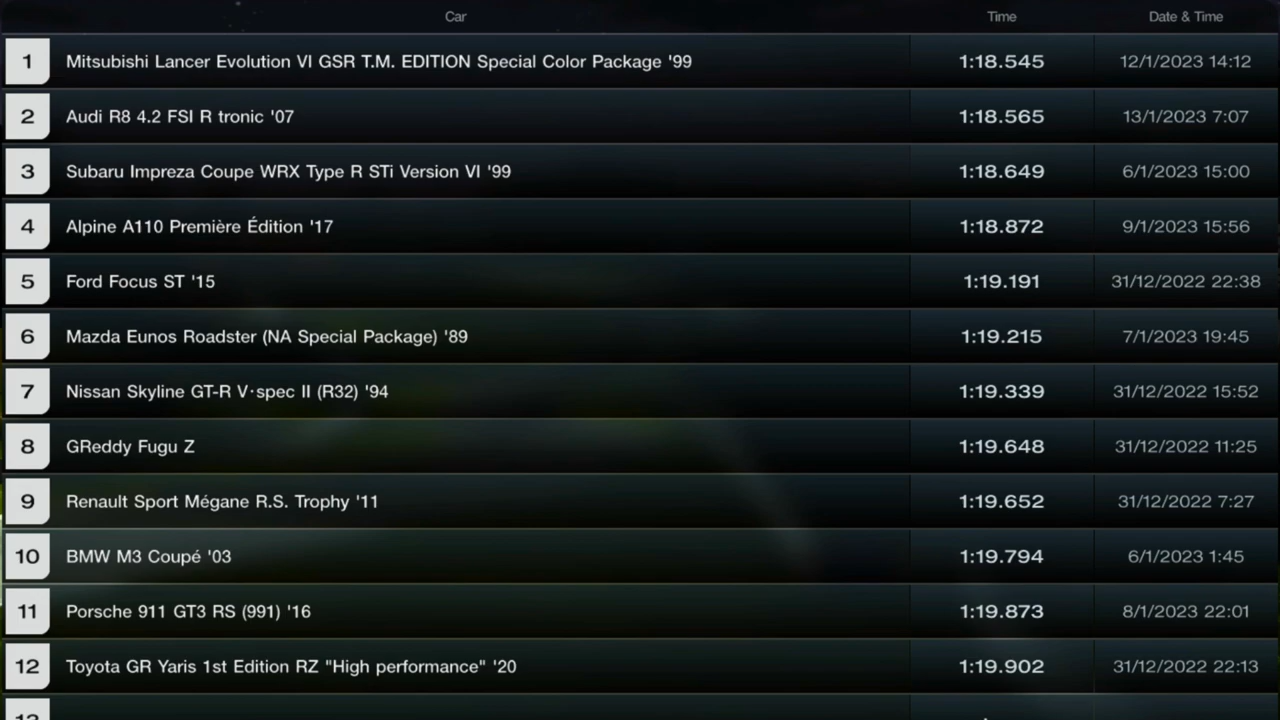 Car Time Date & Time
1 Mitsubishi Lancer Evolution VI GSR T.M. EDITION Special Color Package '99 1:18.545 12/1/2023 14:12
2 Audi R8 4.2 FSI R tronic '07 1:18.565 13/1/2023 7:07
3 Subaru Impreza Coupe WRX Type R STi Version VI '99 1:18.649 6/1/2023 15:00
4 Alpine A110 Première Édition '17 1:18.872 9/1/2023 15:56
5 Ford Focus ST '15 1:19.191 31/12/2022 22:38
6 Mazda Eunos Roadster (NA Special Package) '89 1:19.215 7/1/2023 19:45
7 Nissan Skyline GT-R V·spec II (R32) '94 1:19.339 31/12/2022 15:52
8 GReddy Fugu Z 1:19.648 31/12/2022 11:25
9 Renault Sport Mégane R.S. Trophy '11 1:19.652 31/12/2022 7:27
10 BMW M3 Coupé '03 1:19.794 6/1/2023 1:45
11 Porsche 911 GT3 RS (991) '16 1:19.873 8/1/2023 22:01
12 Toyota GR Yaris 1st Edition RZ "High performance" '20 1:19.902 31/12/2022 22:13